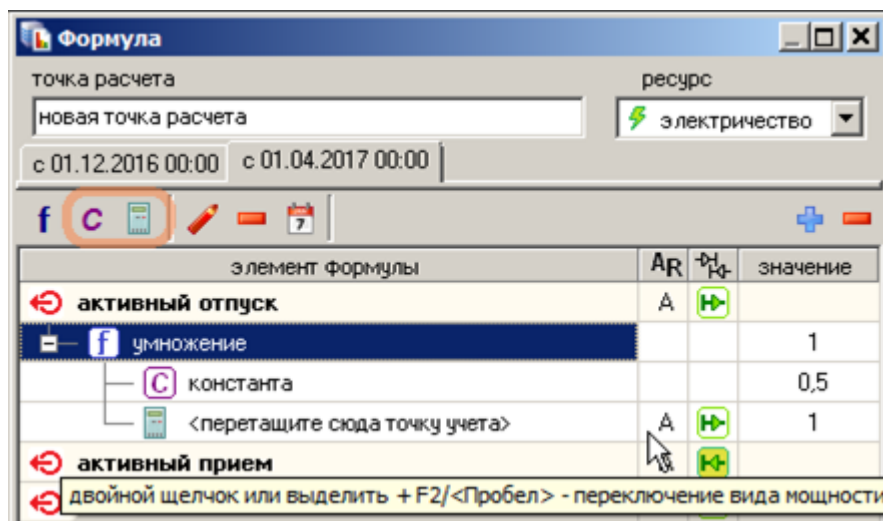 Формула
точка расчета ресурс
новая точка расчета электричество
с 01.12.2016 00:00 с 01.04.2017 00:00
f C 7
элемент формулы AR значение
активный отпуск A
f умножение 1
C константа 0,5
<перетащите сюда точку учета> A 1
активный прием
двойной щелчок или выделить + F2/<Пробел> - переключение вида мощности